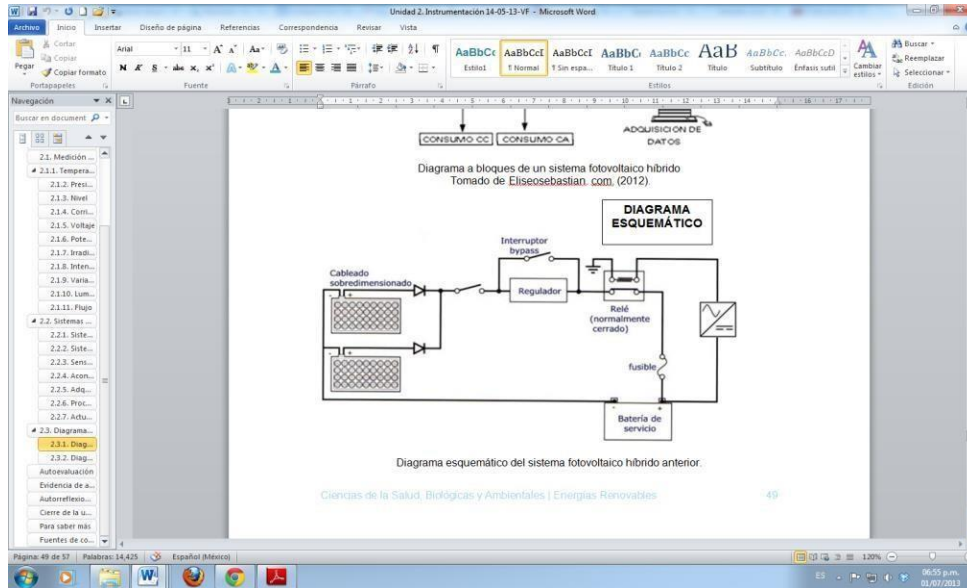 Unidad 2. Instrumentación 14-05-13-VF - Microsoft Word
Archivo Inicio Insertar Diseño de página Referencias Correspondencia Revisar Vista
Cortar
Copiar
Copiar formato
Pegar
Arial 11
AaBbCc AaBbCcI AaBbCcI AaBbC AaBbCc AaB AaBbCc. AaBbCcD
Estilo1 ¶ Normal ¶ Sin espa... Título 1 Título 2 Título Subtítulo Énfasis sutil
Cambiar estilos
Buscar
Reemplazar
Seleccionar
Portapapeles Fuente Párrafo Estilos Edición
Navegación
Buscar en document
2.1. Medición ...
2.1.1. Tempera...
2.1.2. Presi...
2.1.3. Nivel
2.1.4. Corri...
2.1.5. Voltaje
2.1.6. Pote...
2.1.7. Irradi...
2.1.8. Inten...
2.1.9. Varia...
2.1.10. Lum...
2.1.11. Flujo
2.2. Sistemas ...
2.2.1. Siste...
2.2.2. Siste...
2.2.3. Sens...
2.2.4. Acon...
2.2.5. Adq...
2.2.6. Proc...
2.2.7. Actu...
2.3. Diagrama...
2.3.1. Diag...
2.3.2. Diag...
Autoevaluación
Evidencia de a...
Autorreflexio...
Cierre de la u...
Para saber más
Fuentes de co...
CONSUMO CC CONSUMO CA
ADQUISICION DE
DATOS
Diagrama a bloques de un sistema fotovoltaico híbrido
Tomado de Eliseosebastian. com, (2012).
DIAGRAMA
ESQUEMÁTICO
Interruptor
bypass
Cableado
sobredimensionado
Regulador
Relé
(normalmente
cerrado)
fusible
Batería de
servicio
Diagrama esquemático del sistema fotovoltaico híbrido anterior.
Ciencias de la Salud, Biológicas y Ambientales | Energías Renovables 49
Página: 49 de 57 Palabras: 14,425 Español (México) 120%
ES 06:55 p.m.
01/07/2013